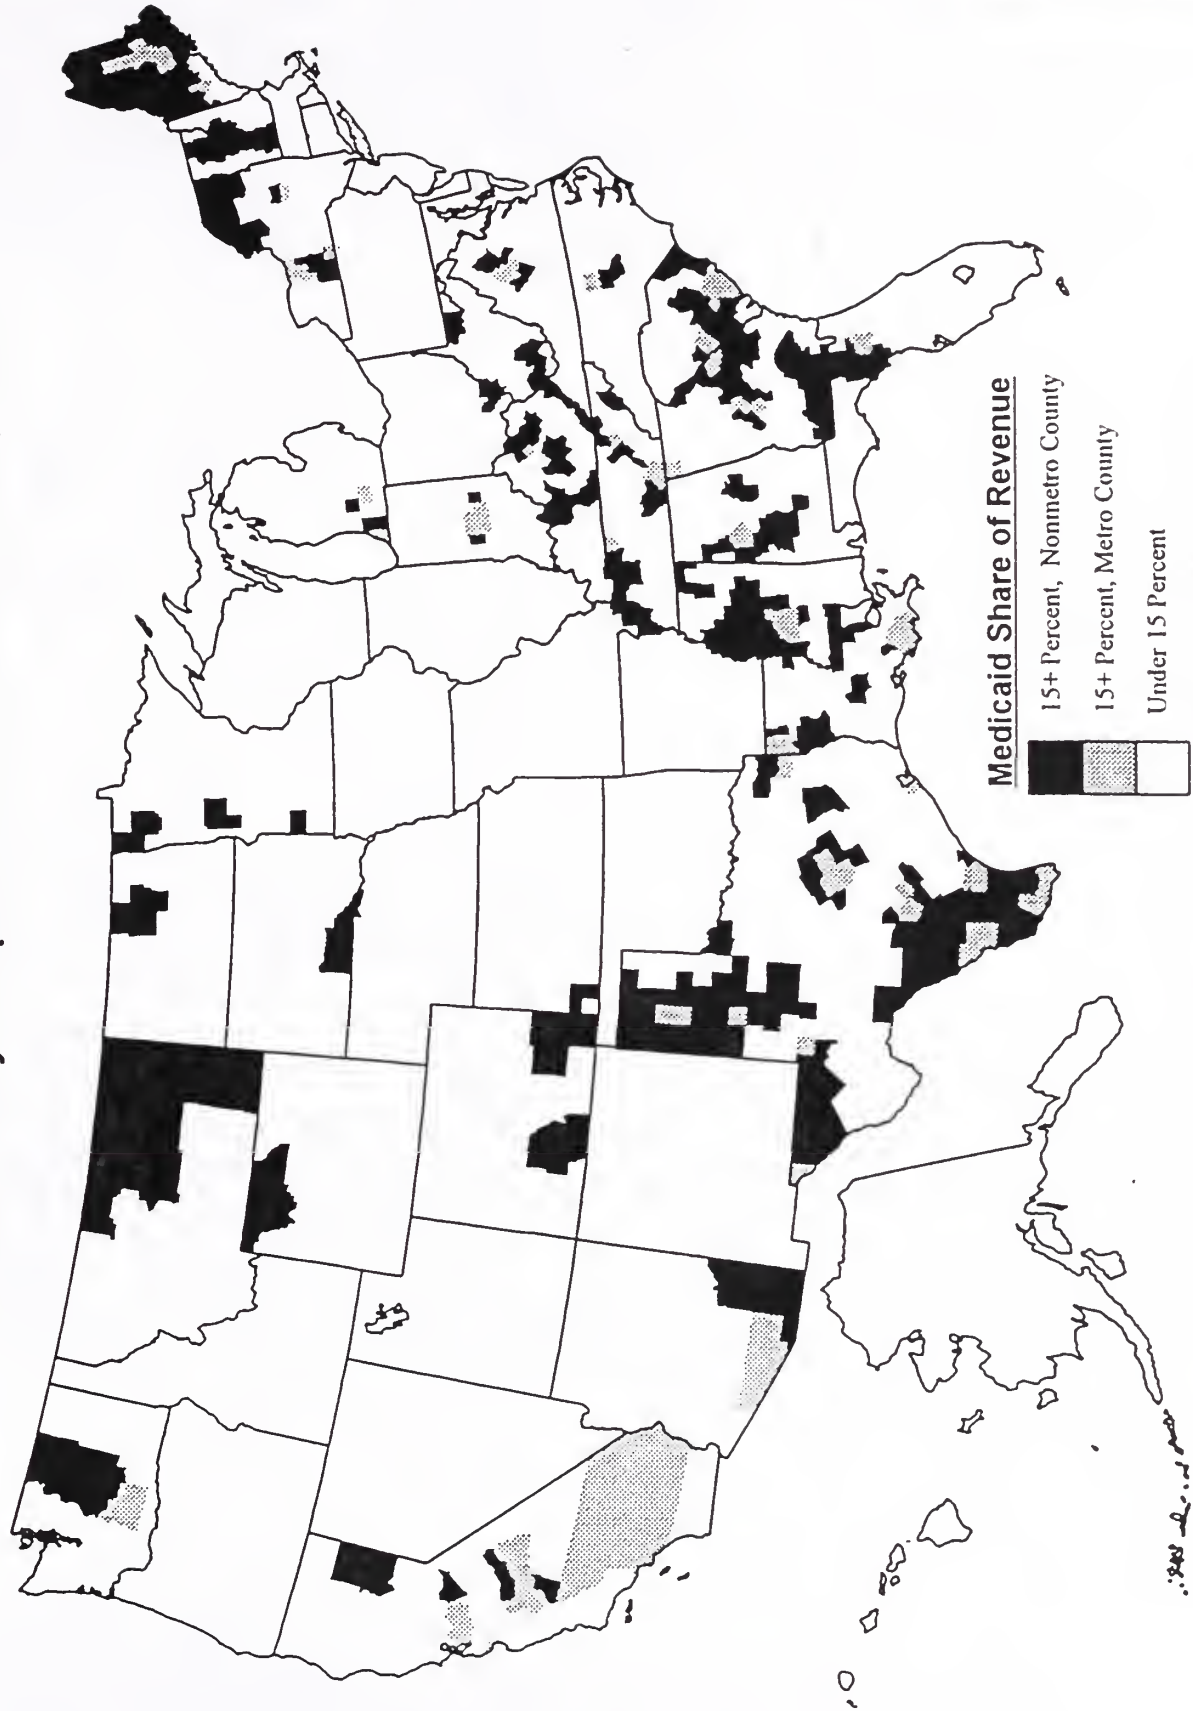 Medicaid Share of Revenue
15+ Percent, Nonmetro County
15+ Percent, Metro County
Under 15 Percent